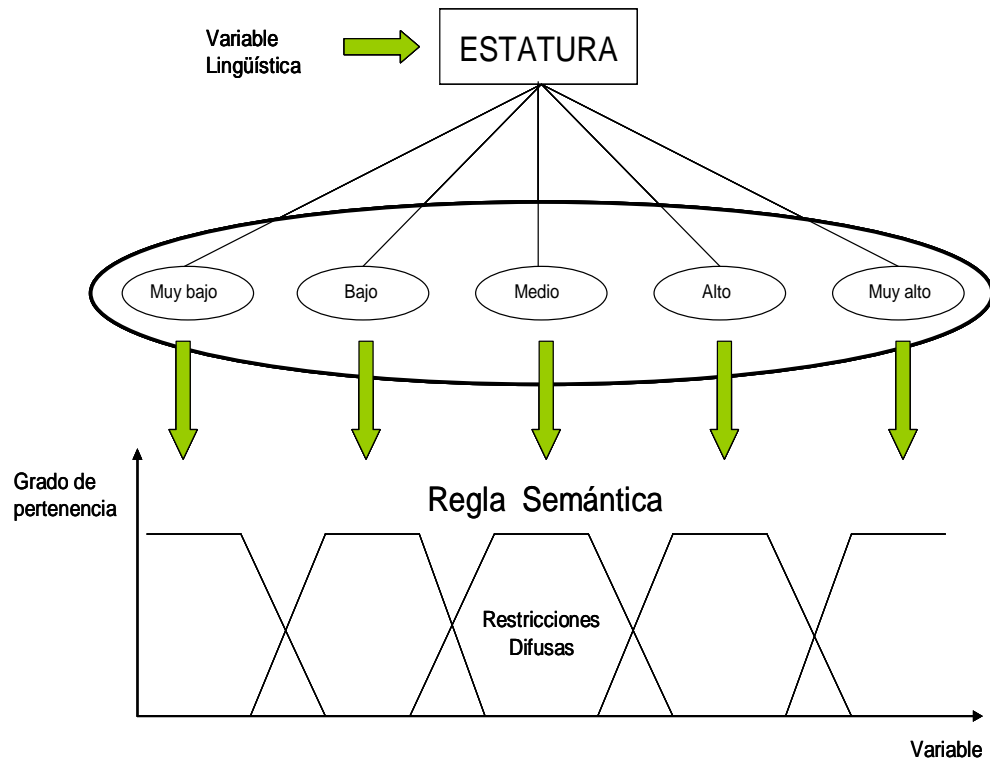 Variable
Lingüística
ESTATURA
Muy bajo
Bajo
Medio
Alto
Muy alto
Grado de
pertenencia
Regla Semántica
Restricciones
Difusas
Variable